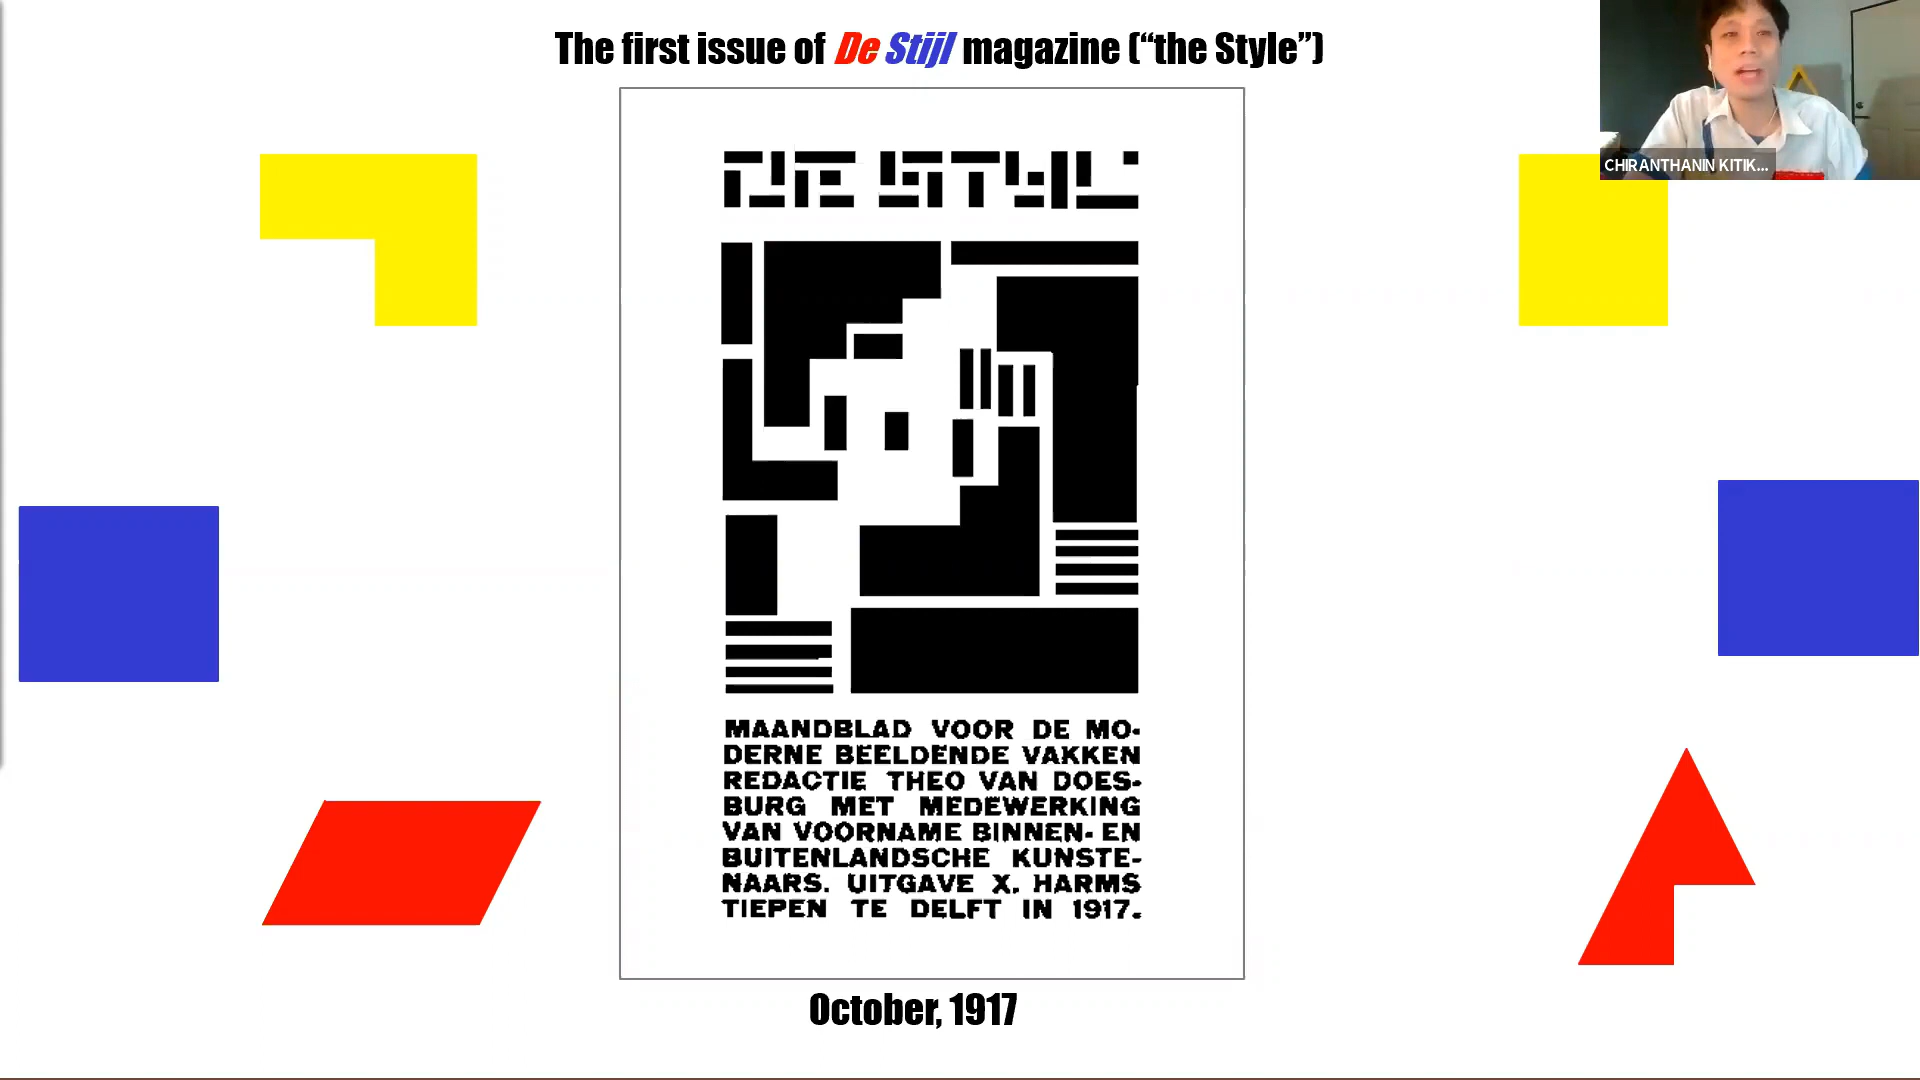 The first issue of De Stijl magazine (“the Style”)
CHIRANTHANIN KITIK...
DE STYL
MAANDBLAD VOOR DE MO-
DERNE BEELDENDE VAKKEN
REDACTIE THEO VAN DOES-
BURG MET MEDEWERKING
VAN VOORNAME BINNEN- EN
BUITENLANDSCHE KUNSTE-
NAARS. UITGAVE X. HARMS
TIEPEN TE DELFT IN 1917.
October, 1917